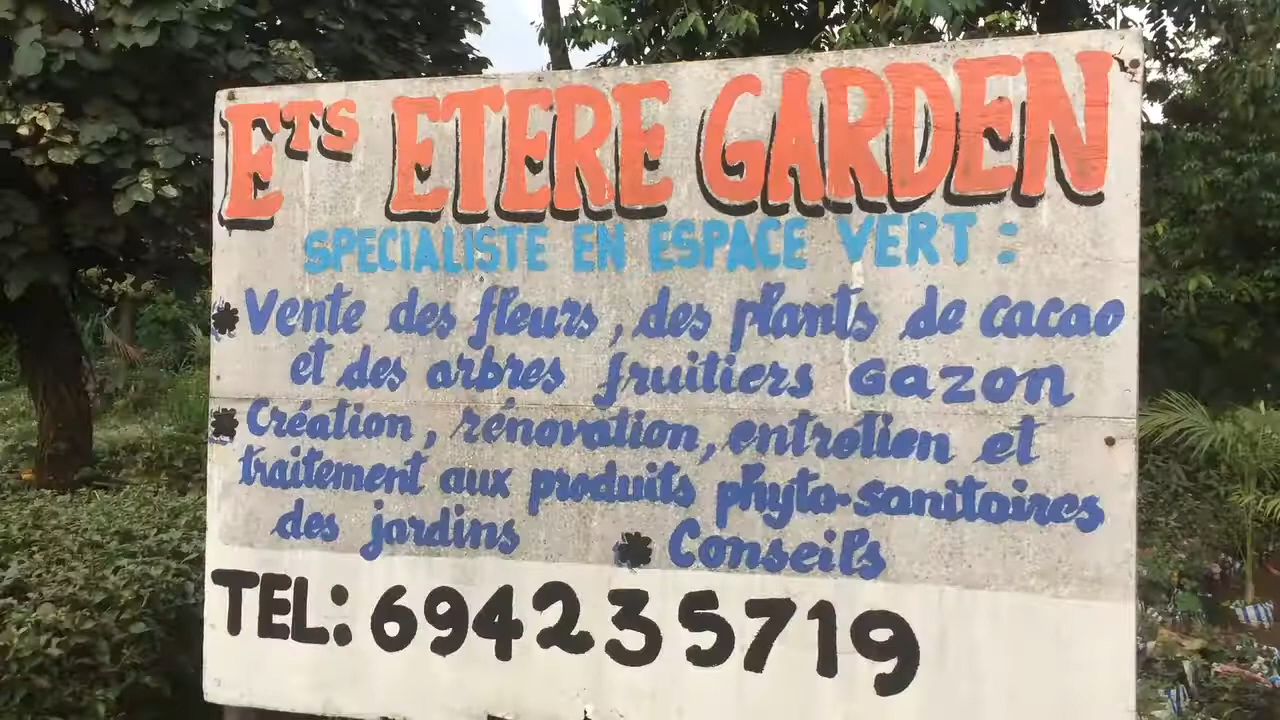 Ets ETERE GARDEN
SPECIALISTE EN ESPACE VERT :
Vente des fleurs, des plants de cacao
et des arbres fruitiers Gazon
Création, rénovation, entretien et
traitement aux produits phyto-sanitaires
des jardins * Conseils
TEL: 694235719